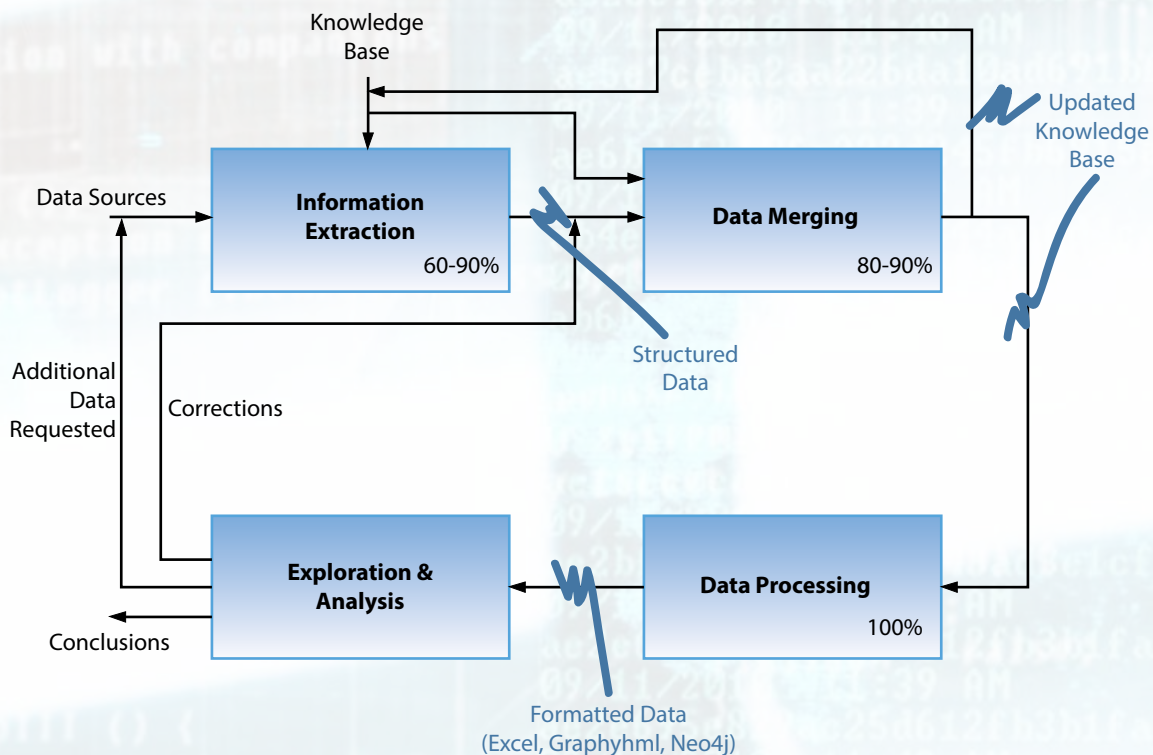 Knowledge
Base
Updated
Knowledge
Base
Data Sources
Information
Extraction
60-90%
Data Merging
80-90%
Structured
Data
Additional
Data
Requested
Corrections
Exploration &
Analysis
Data Processing
100%
Conclusions
Formatted Data
(Excel, Graphyhml, Neo4j)